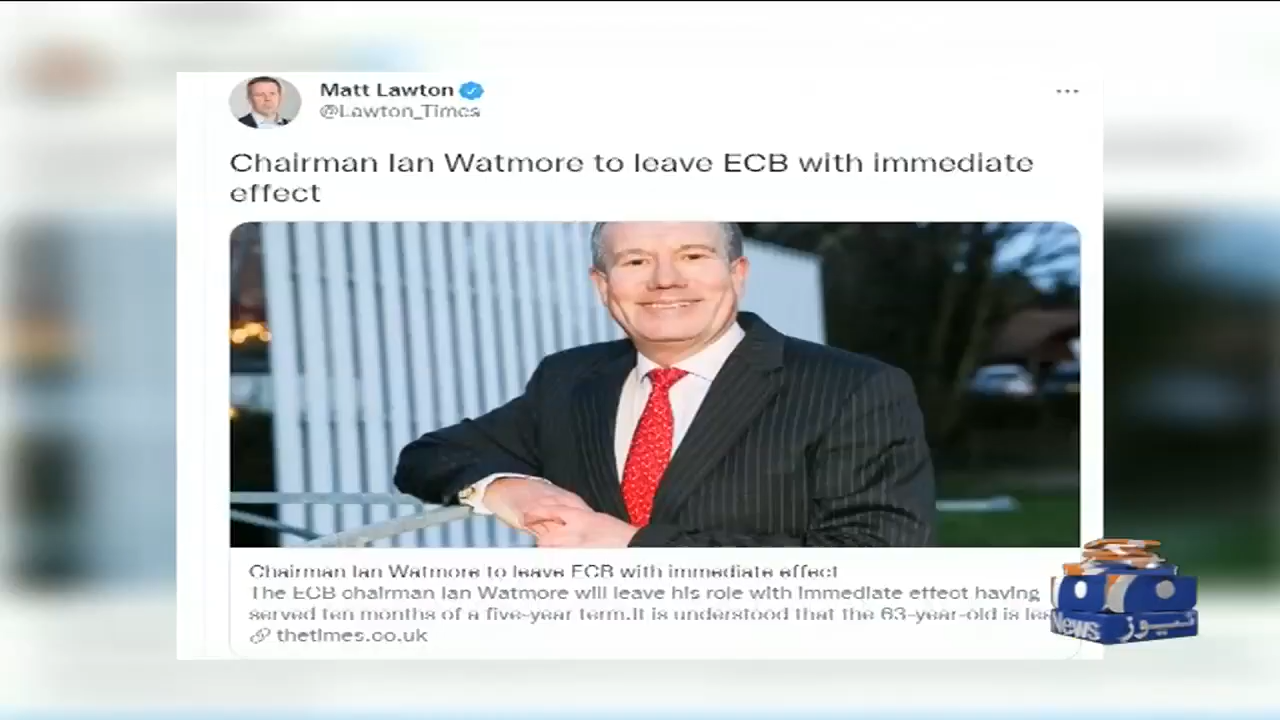 Matt Lawton
@Lawton_Times
Chairman Ian Watmore to leave ECB with immediate
effect
Chairman Ian Watmore to leave ECB with immediate effect
The ECB chairman Ian Watmore will leave his role with immediate effect having
served ten months of a five-year term.It is understood that the 63-year-old is
thetimes.co.uk
News نیوز